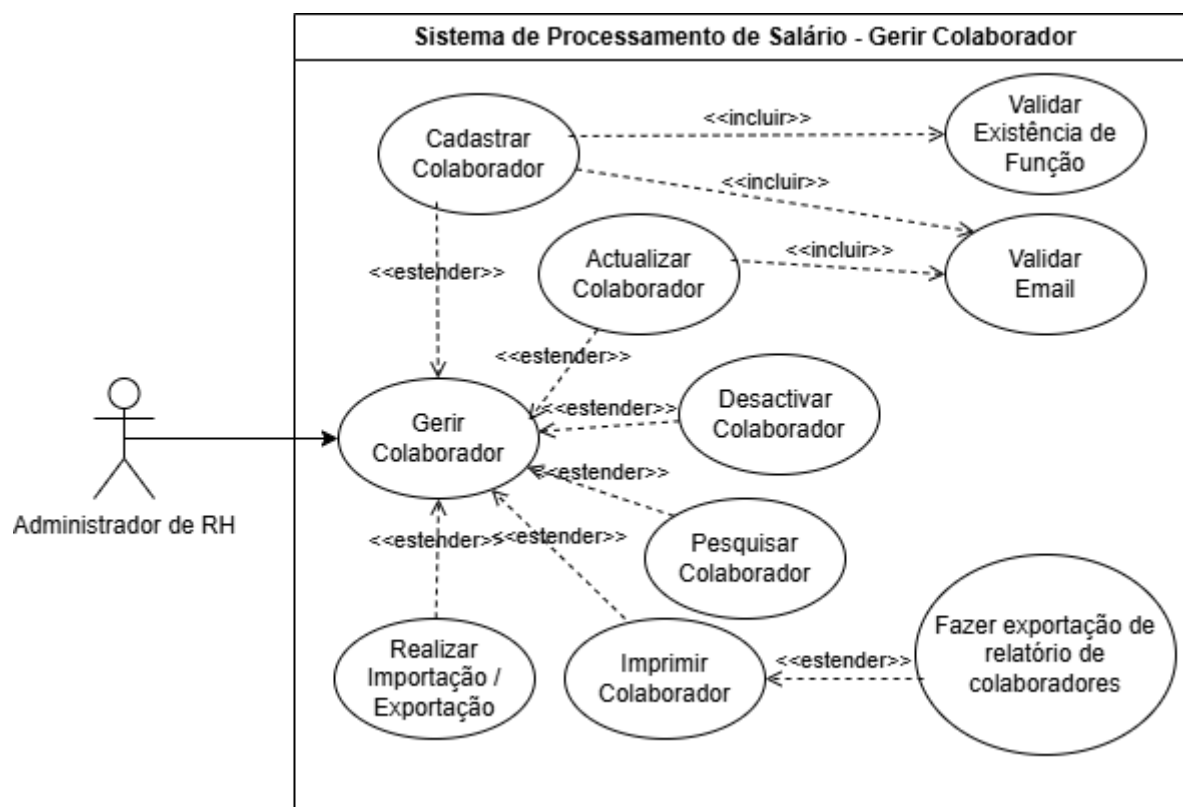 Sistema de Processamento de Salário - Gerir Colaborador
Cadastrar
Colaborador
<<incluir>>
Validar
Existência de
Função
<<incluir>>
<<estender>>
Actualizar
Colaborador
<<incluir>>
Validar
Email
<<estender>>
Desactivar
Colaborador
<<estender>>
Gerir
Colaborador
<<estender>>
Administrador de RH
<<estender>>
<<estender>>
Pesquisar
Colaborador
Realizar
Importação /
Exportação
Imprimir
Colaborador
<<estender>>
Fazer exportação de
relatório de
colaboradores